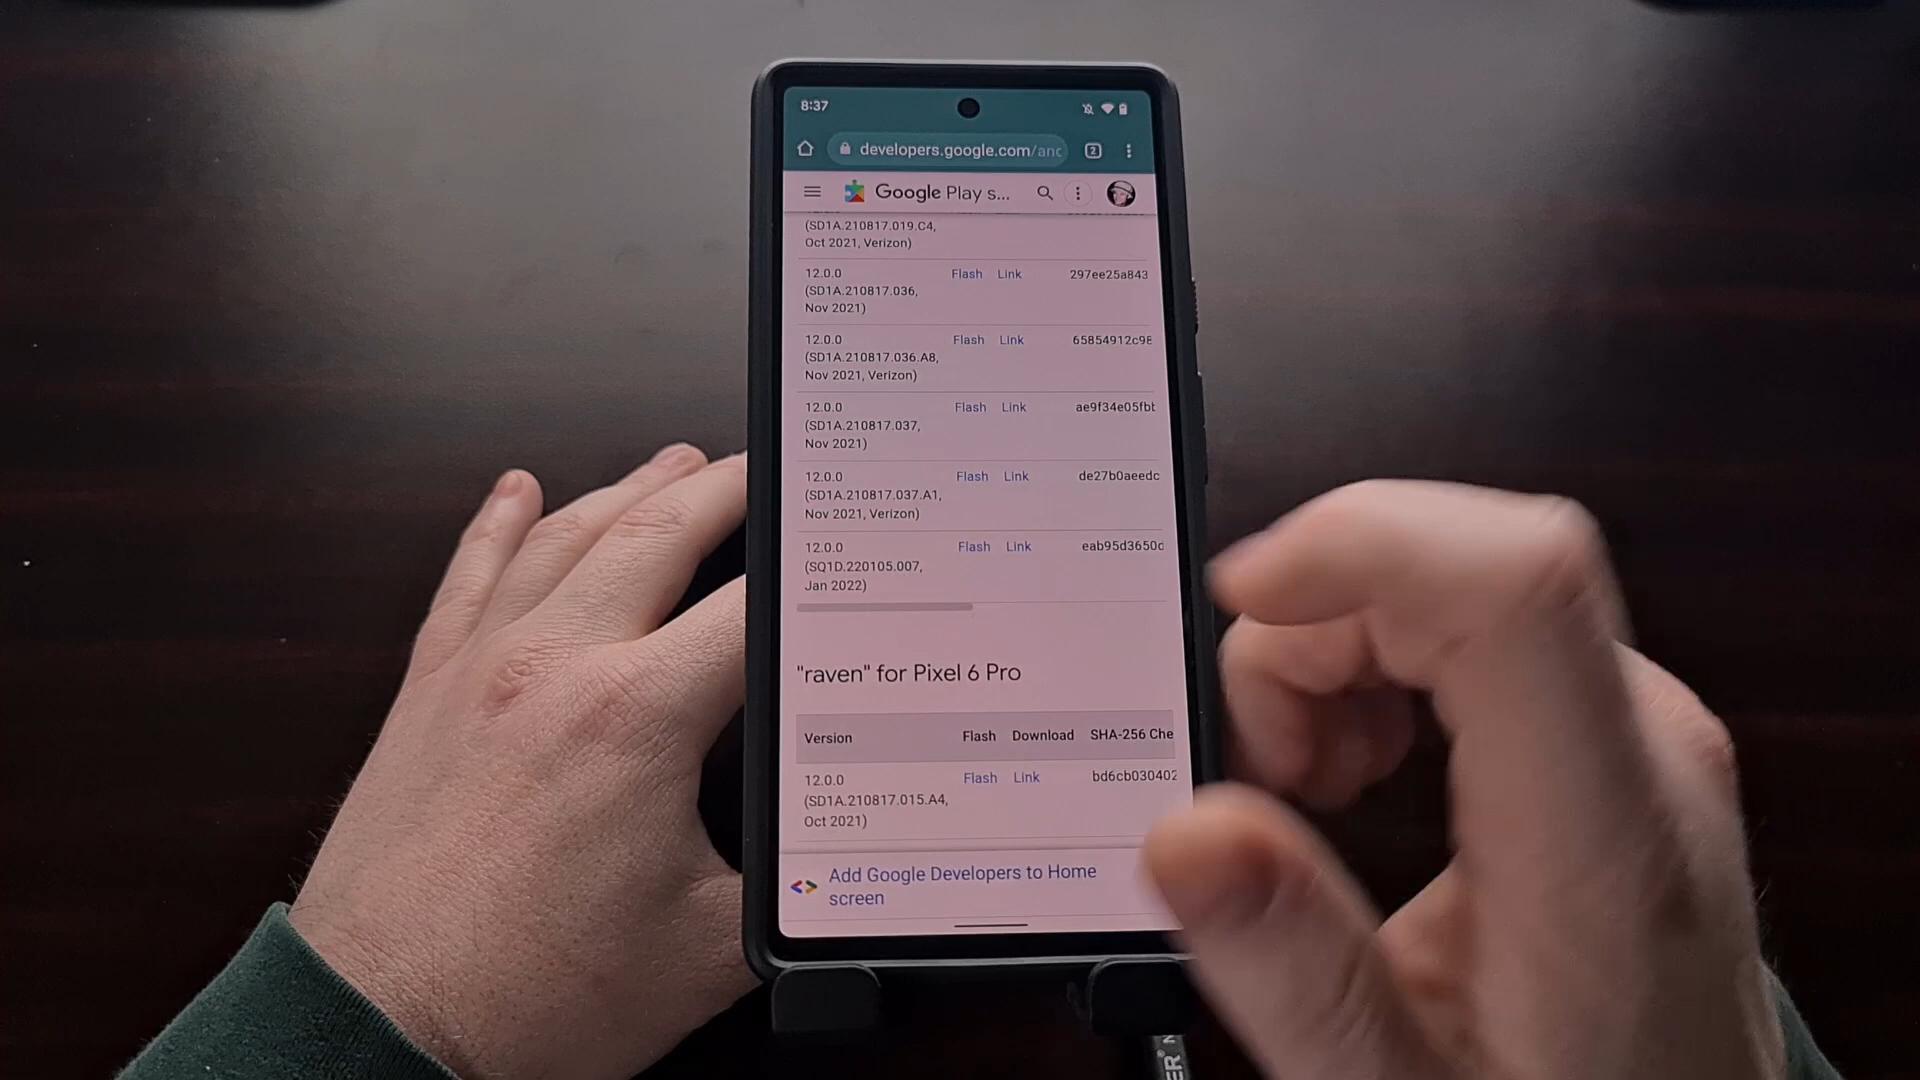 8:37
developers.google.com/anc
2
Google Play s...
(SD1A.210817.019.C4,
Oct 2021, Verizon)
12.0.0 Flash Link 297ee25a843
(SD1A.210817.036,
Nov 2021)
12.0.0 Flash Link 65854912c98
(SD1A.210817.036.A8,
Nov 2021, Verizon)
12.0.0 Flash Link ae9f34e05fbt
(SD1A.210817.037,
Nov 2021)
12.0.0 Flash Link de27b0aeedc
(SD1A.210817.037.A1,
Nov 2021, Verizon)
12.0.0 Flash Link eab95d3650c
(SQ1D.220105.007,
Jan 2022)
"raven" for Pixel 6 Pro
Version Flash Download SHA-256 Che
12.0.0 Flash Link bd6cb030402
(SD1A.210817.015.A4,
Oct 2021)
Add Google Developers to Home
screen